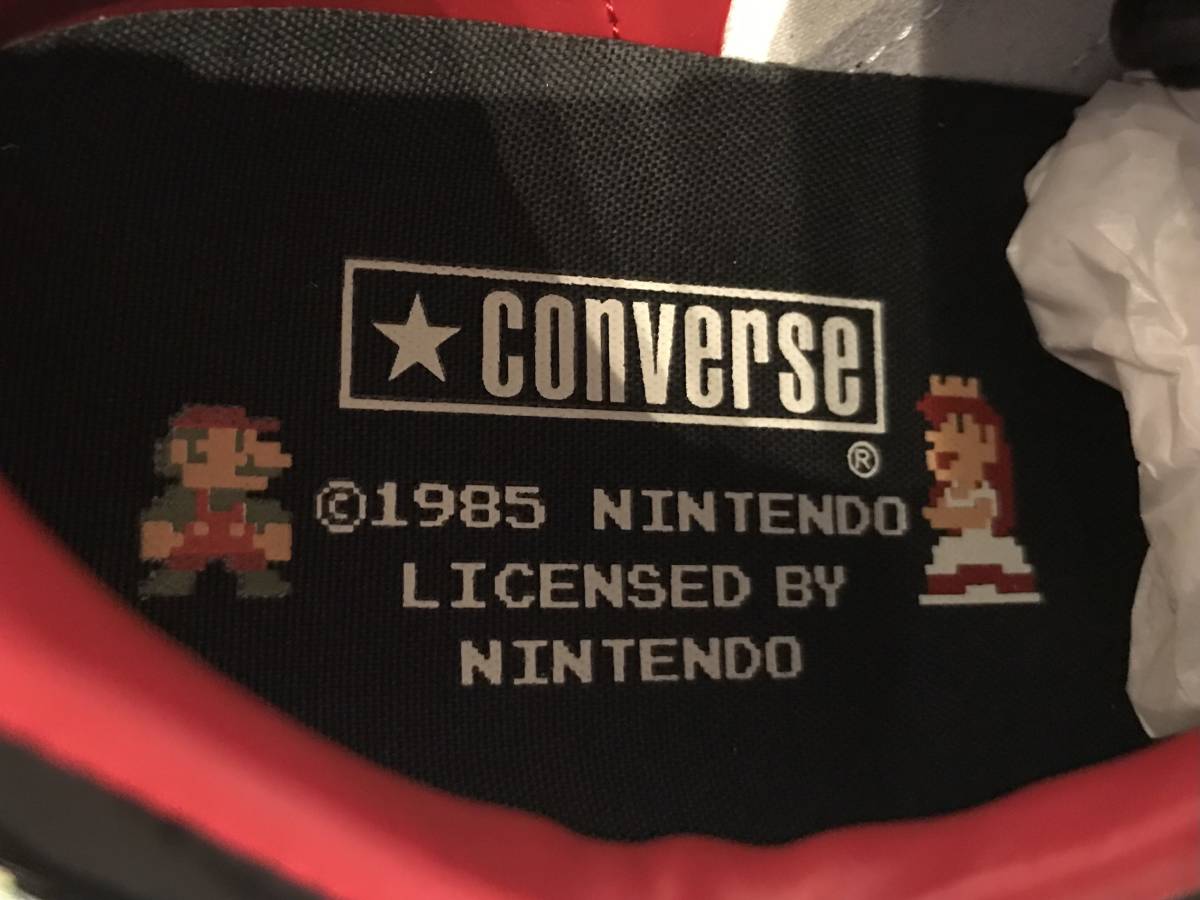 converse
®
©1985 NINTENDO
LICENSED BY
NINTENDO